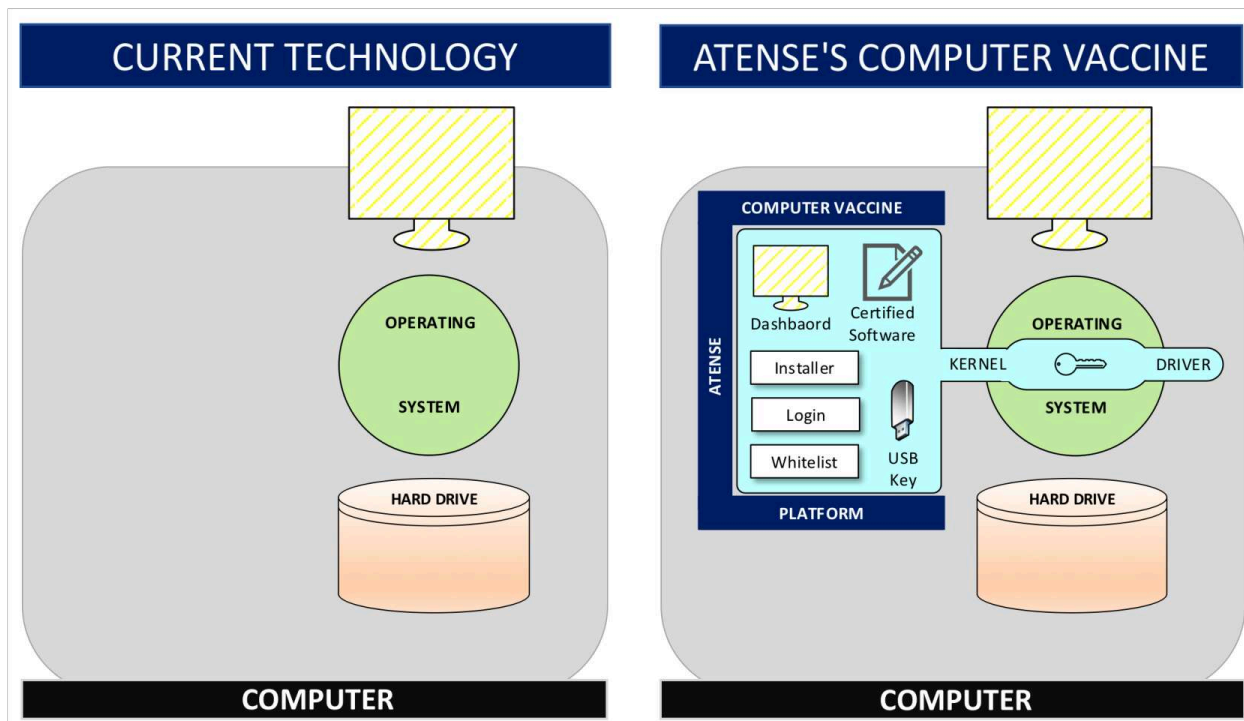 CURRENT TECHNOLOGY
OPERATING
SYSTEM
HARD DRIVE
COMPUTER
ATENSE'S COMPUTER VACCINE
COMPUTER VACCINE
ATENSE
Dashbaord
Certified
Software
Installer
Login
Whitelist
USB
Key
PLATFORM
OPERATING
KERNEL
DRIVER
SYSTEM
HARD DRIVE
COMPUTER